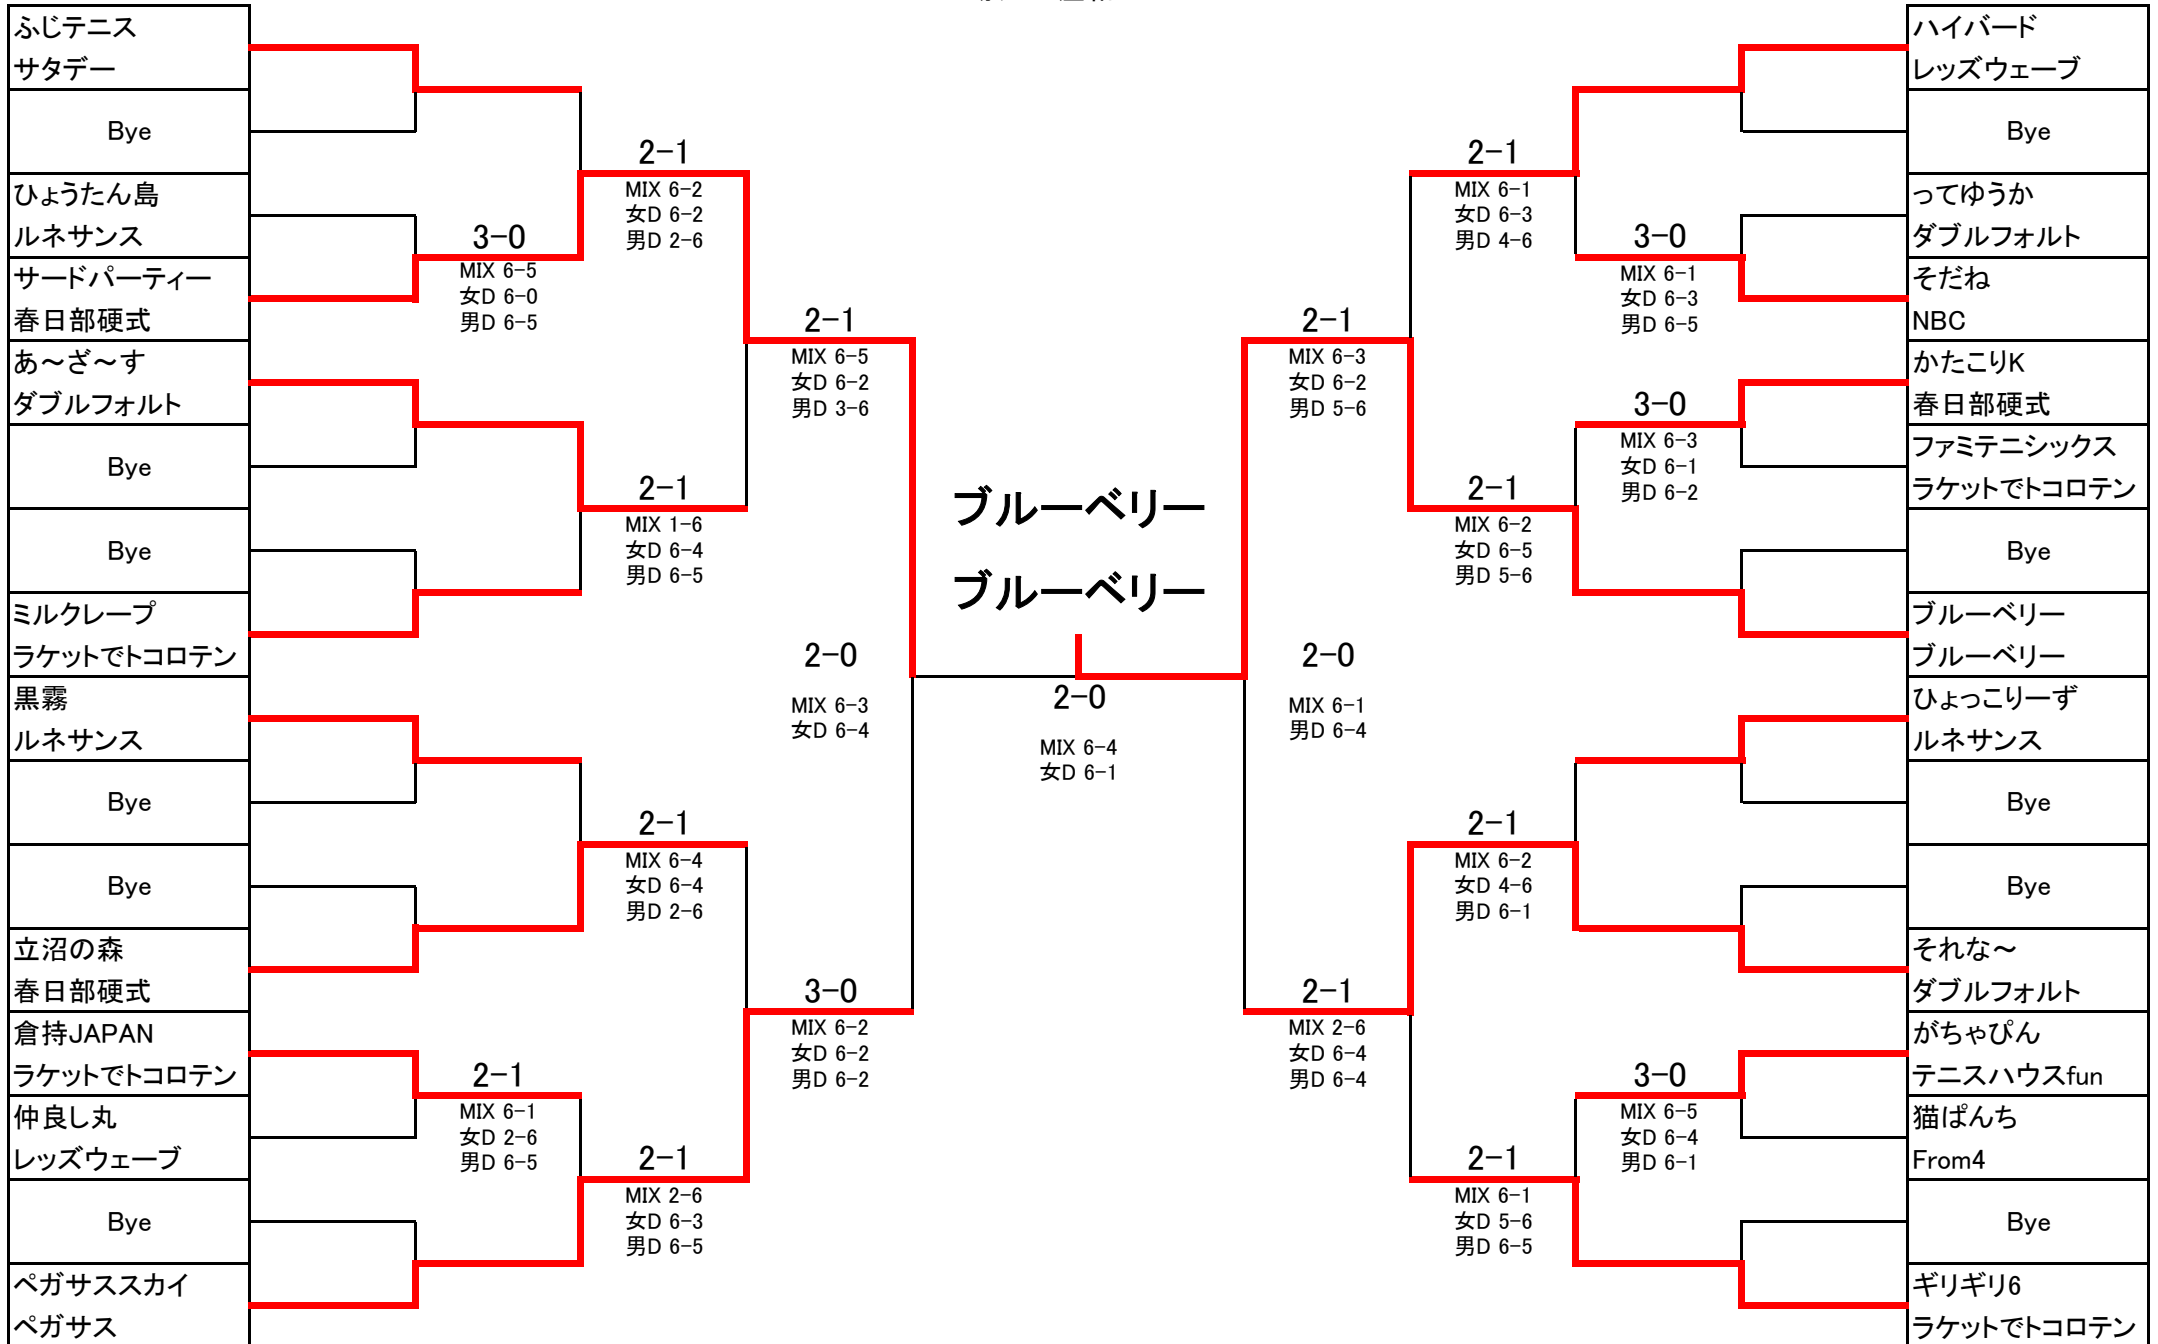 ふじテニス
サタデー
Bye
ひょうたん島
ルネサンス
サードパーティー
春日部硬式
あ～ざ～す
ダブルフォルト
Bye
Bye
ミルクレープ
ラケットでトコロテン
黒霧
ルネサンス
Bye
Bye
立沼の森
春日部硬式
倉持JAPAN
ラケットでトコロテン
仲良し丸
レッズウェーブ
Bye
ペガサススカイ
ペガサス
3-0
MIX 6-5
女D 6-0
男D 6-5
2-1
MIX 6-1
女D 2-6
男D 6-5
2-1
MIX 6-2
女D 6-2
男D 2-6
2-1
MIX 1-6
女D 6-4
男D 6-5
2-1
MIX 6-4
女D 6-4
男D 2-6
2-1
MIX 2-6
女D 6-3
男D 6-5
2-1
MIX 6-5
女D 6-2
男D 3-6
2-0
MIX 6-3
女D 6-4
3-0
MIX 6-2
女D 6-2
男D 6-2
ブルーベリー
ブルーベリー
2-0
MIX 6-4
女D 6-1
2-1
MIX 6-3
女D 6-2
男D 5-6
2-0
MIX 6-1
男D 6-4
2-1
MIX 2-6
女D 6-4
男D 6-4
2-1
MIX 6-1
女D 6-3
男D 4-6
2-1
MIX 6-2
女D 6-5
男D 5-6
2-1
MIX 6-2
女D 4-6
男D 6-1
2-1
MIX 6-1
女D 5-6
男D 6-5
3-0
MIX 6-1
女D 6-3
男D 6-5
3-0
MIX 6-3
女D 6-1
男D 6-2
3-0
MIX 6-5
女D 6-4
男D 6-1
ハイバード
レッズウェーブ
Bye
ってゆうか
ダブルフォルト
そだね
NBC
かたこりK
春日部硬式
ファミテニシックス
ラケットでトコロテン
Bye
ブルーベリー
ブルーベリー
ひょっこりーず
ルネサンス
Bye
Bye
それな～
ダブルフォルト
がちゃぴん
テニスハウスfun
猫ぱんち
From4
Bye
ギリギリ6
ラケットでトコロテン